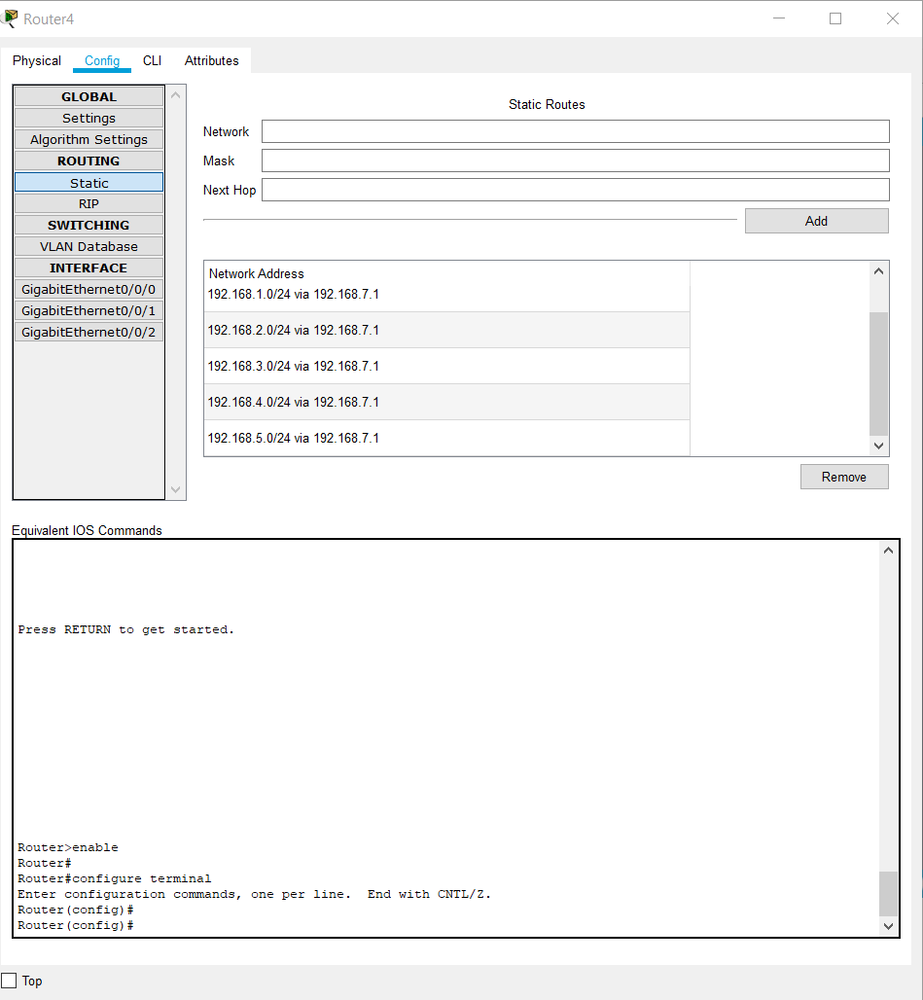 Router4
Physical Config CLI Attributes
GLOBAL
Settings
Algorithm Settings
ROUTING
Static
RIP
SWITCHING
VLAN Database
INTERFACE
GigabitEthernet0/0/0
GigabitEthernet0/0/1
GigabitEthernet0/0/2
Static Routes
Network
Mask
Next Hop
Add
Network Address
192.168.1.0/24 via 192.168.7.1
192.168.2.0/24 via 192.168.7.1
192.168.3.0/24 via 192.168.7.1
192.168.4.0/24 via 192.168.7.1
192.168.5.0/24 via 192.168.7.1
Remove
Equivalent IOS Commands
Press RETURN to get started.
Router>enable
Router#
Router#configure terminal
Enter configuration commands, one per line.  End with CNTL/Z.
Router(config)#
Router(config)#
Top